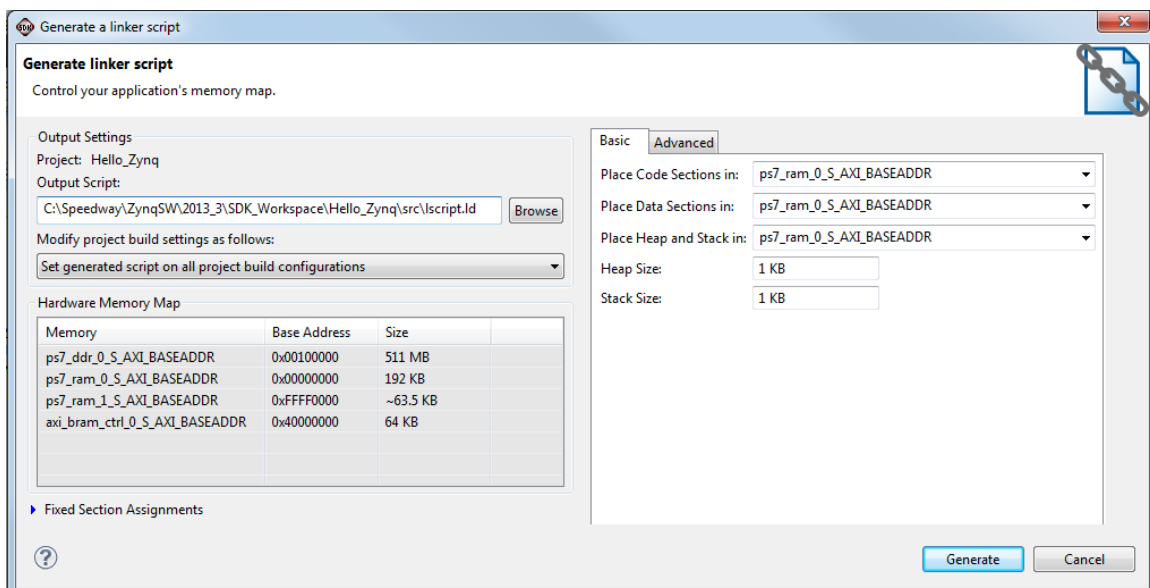 Generate a linker script
Generate linker script
Control your application's memory map.
Output Settings
Project: Hello_Zynq
Output Script:
C:\Speedway\ZynqSW\2013_3\SDK_Workspace\Hello_Zynq\src\lscript.ld Browse
Modify project build settings as follows:
Set generated script on all project build configurations
Hardware Memory Map
Memory Base Address Size
ps7_ddr_0_S_AXI_BASEADDR 0x00100000 511 MB
ps7_ram_0_S_AXI_BASEADDR 0x00000000 192 KB
ps7_ram_1_S_AXI_BASEADDR 0xFFFF0000 ~63.5 KB
axi_bram_ctrl_0_S_AXI_BASEADDR 0x40000000 64 KB
Fixed Section Assignments
Basic Advanced
Place Code Sections in: ps7_ram_0_S_AXI_BASEADDR
Place Data Sections in: ps7_ram_0_S_AXI_BASEADDR
Place Heap and Stack in: ps7_ram_0_S_AXI_BASEADDR
Heap Size: 1 KB
Stack Size: 1 KB
? Generate Cancel